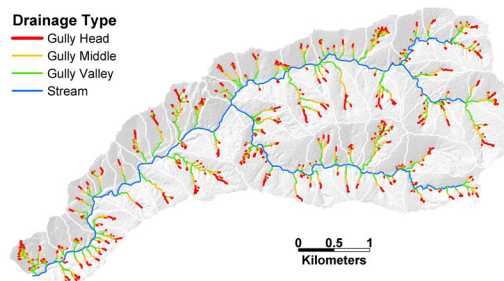 Drainage Type
Gully Head
Gully Middle
Gully Valley
Stream
0 0.5 1
Kilometers